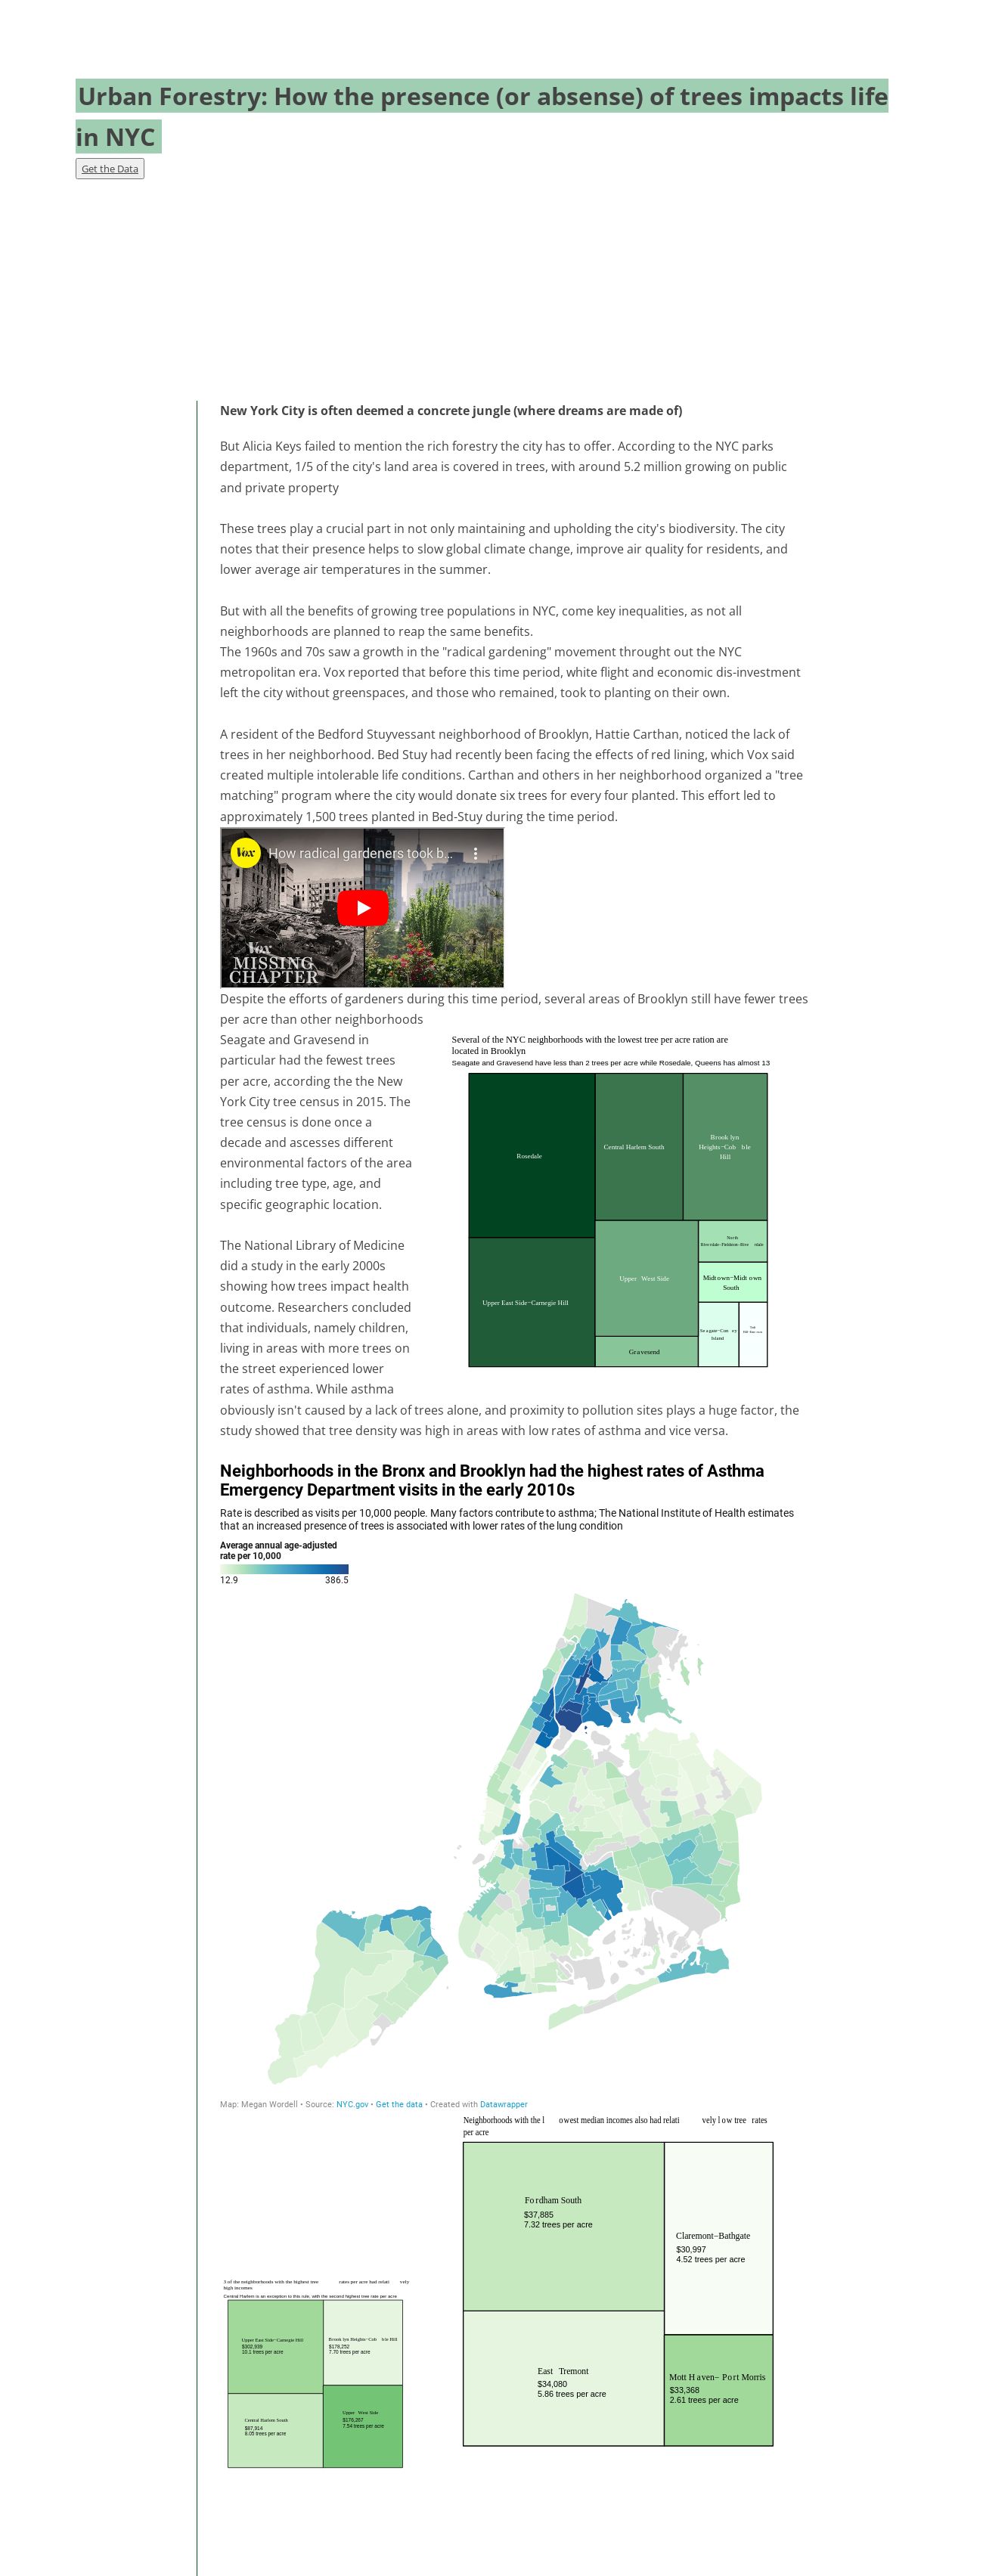 Urban Forestry: How the presence (or absense) of trees impacts life
in NYC
Get the Data
New York City is often deemed a concrete jungle (where dreams are made of)
But Alicia Keys failed to mention the rich forestry the city has to offer. According to the NYC parks
department, 1/5 of the city's land area is covered in trees, with around 5.2 million growing on public
and private property
These trees play a crucial part in not only maintaining and upholding the city's biodiversity. The city
notes that their presence helps to slow global climate change, improve air quality for residents, and
lower average air temperatures in the summer.
But with all the benefits of growing tree populations in NYC, come key inequalities, as not all
neighborhoods are planned to reap the same benefits.
The 1960s and 70s saw a growth in the "radical gardening" movement throught out the NYC
metropolitan era. Vox reported that before this time period, white flight and economic dis-investment
left the city without greenspaces, and those who remained, took to planting on their own.
A resident of the Bedford Stuyvessant neighborhood of Brooklyn, Hattie Carthan, noticed the lack of
trees in her neighborhood. Bed Stuy had recently been facing the effects of red lining, which Vox said
created multiple intolerable life conditions. Carthan and others in her neighborhood organized a "tree
matching" program where the city would donate six trees for every four planted. This effort led to
approximately 1,500 trees planted in Bed-Stuy during the time period.
Vox
How radical gardeners took b...
Vox
MISSING
CHAPTER
Despite the efforts of gardeners during this time period, several areas of Brooklyn still have fewer trees
per acre than other neighborhoods
Seagate and Gravesend in
particular had the fewest trees
per acre, according the the New
York City tree census in 2015. The
tree census is done once a
decade and ascesses different
environmental factors of the area
including tree type, age, and
specific geographic location.
The National Library of Medicine
did a study in the early 2000s
showing how trees impact health
outcome. Researchers concluded
that individuals, namely children,
living in areas with more trees on
the street experienced lower
rates of asthma. While asthma
obviously isn't caused by a lack of trees alone, and proximity to pollution sites plays a huge factor, the
study showed that tree density was high in areas with low rates of asthma and vice versa.
Several of the NYC neighborhoods with the lowest tree per acre ration are
located in Brooklyn
Seagate and Gravesend have less than 2 trees per acre while Rosedale, Queens has almost 13
Rosedale
Central Harlem South
Brook lyn
Heights−Cob ble
Hill
Upper East Side−Carnegie Hill
Upper West Side
Gravesend
North
Riverdale−Fieldston−Rive rdale
Midtown−Midt own
South
Seagate−Con ey
Island
Neighborhoods in the Bronx and Brooklyn had the highest rates of Asthma
Emergency Department visits in the early 2010s
Rate is described as visits per 10,000 people. Many factors contribute to asthma; The National Institute of Health estimates
that an increased presence of trees is associated with lower rates of the lung condition
Average annual age-adjusted
rate per 10,000
12.9 386.5
Map: Megan Wordell • Source: NYC.gov • Get the data • Created with Datawrapper
Neighborhoods with the l owest median incomes also had relati vely l ow tree rates
per acre
Fordham South
$37,885
7.32 trees per acre
Claremont−Bathgate
$30,997
4.52 trees per acre
East Tremont
$34,080
5.86 trees per acre
Mott Haven− Port Morris
$33,368
2.61 trees per acre
3 of the neighborhoods with the highest tree rates per acre had relati vely
high incomes
Central Harlem is an exception to this rule, with the second highest tree rate per acre
Upper East Side−Carnegie Hill
$302,939
10.1 trees per acre
Brook lyn Heights−Cob ble Hill
$178,252
7.70 trees per acre
Central Harlem South
$87,914
8.05 trees per acre
Upper West Side
$176,267
7.54 trees per acre